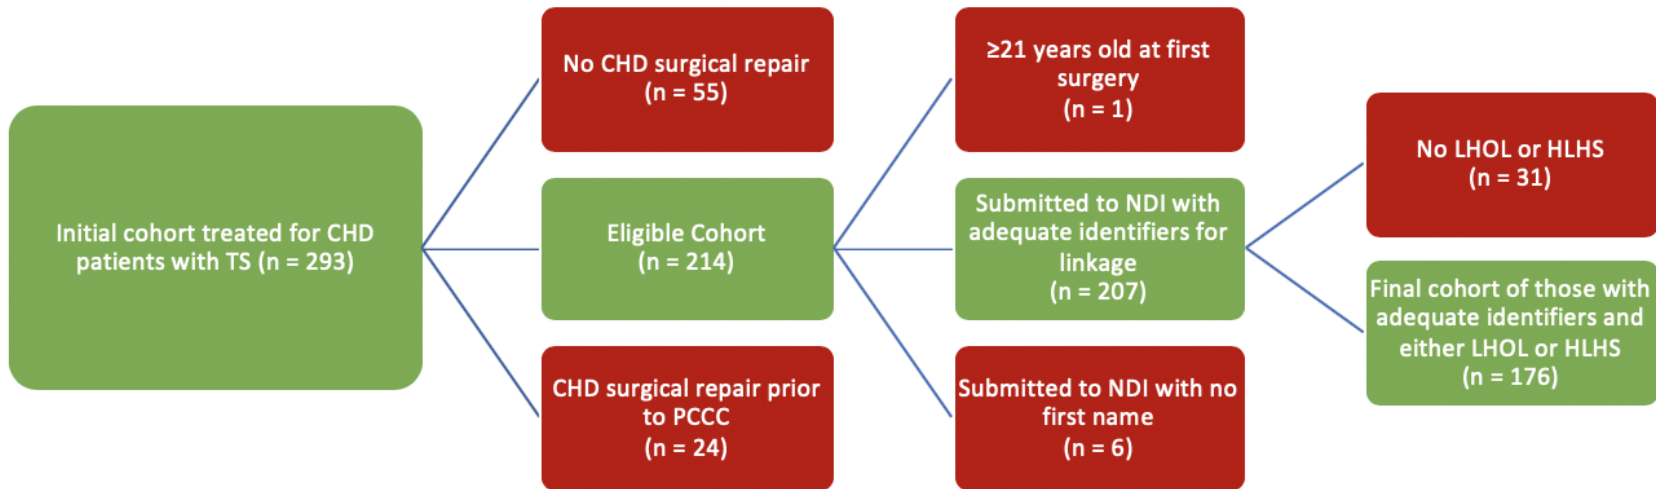 Initial cohort treated for CHD
patients with TS (n = 293)
No CHD surgical repair
(n = 55)
Eligible Cohort
(n = 214)
CHD surgical repair prior
to PCCC
(n = 24)
≥21 years old at first
surgery
(n = 1)
Submitted to NDI with
adequate identifiers for
linkage
(n = 207)
Submitted to NDI with no
first name
(n = 6)
No LHOL or HLHS
(n = 31)
Final cohort of those with
adequate identifiers and
either LHOL or HLHS
(n = 176)